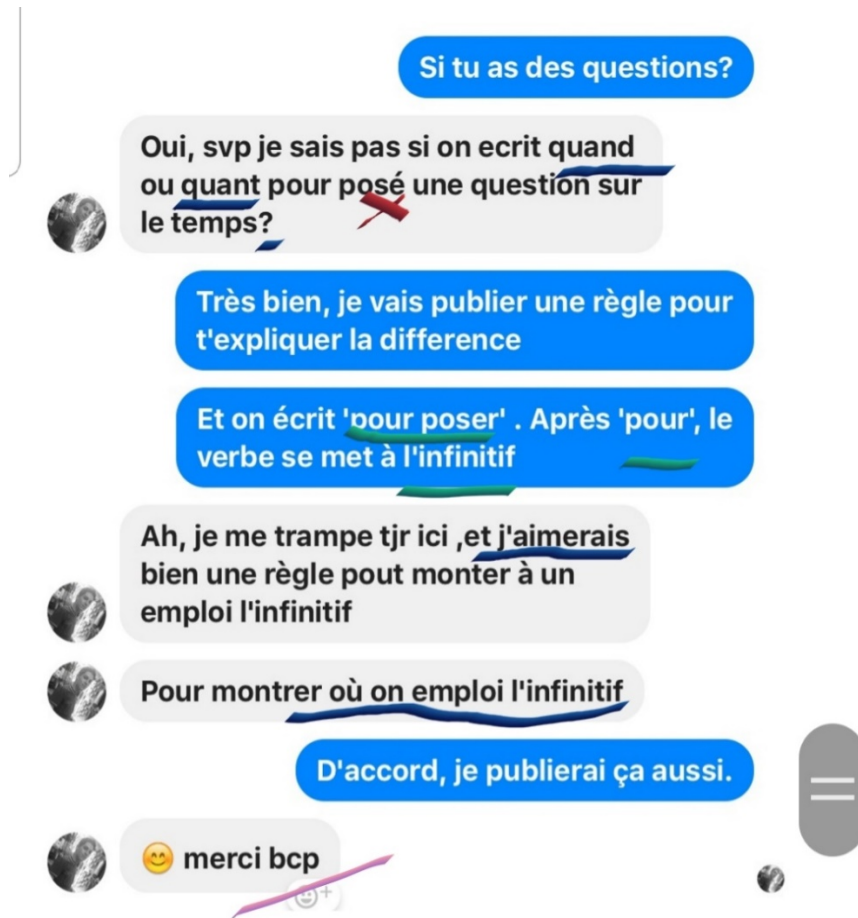 Si tu as des questions?
Oui, svp je sais pas si on ecrit quand
ou quant pour posé une question sur
le temps?
Très bien, je vais publier une règle pour
t'expliquer la difference
Et on écrit 'pour poser' . Après 'pour', le
verbe se met à l'infinitif
Ah, je me trampe tjr ici ,et j'aimerais
bien une règle pout monter à un
emploi l'infinitif
Pour montrer où on emploi l'infinitif
D'accord, je publierai ça aussi.
😊 merci bcp